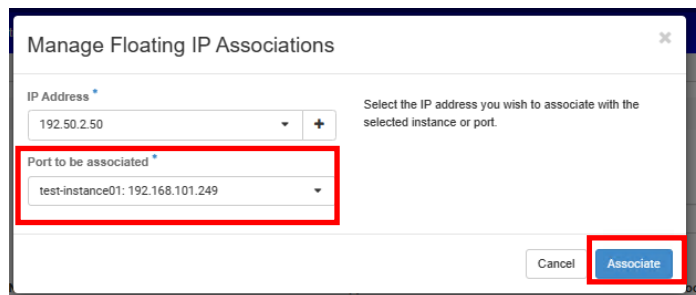 Manage Floating IP Associations
×
IP Address *
192.50.2.50
+
Select the IP address you wish to associate with the
selected instance or port.
Port to be associated *
test-instance01: 192.168.101.249
Cancel
Associate